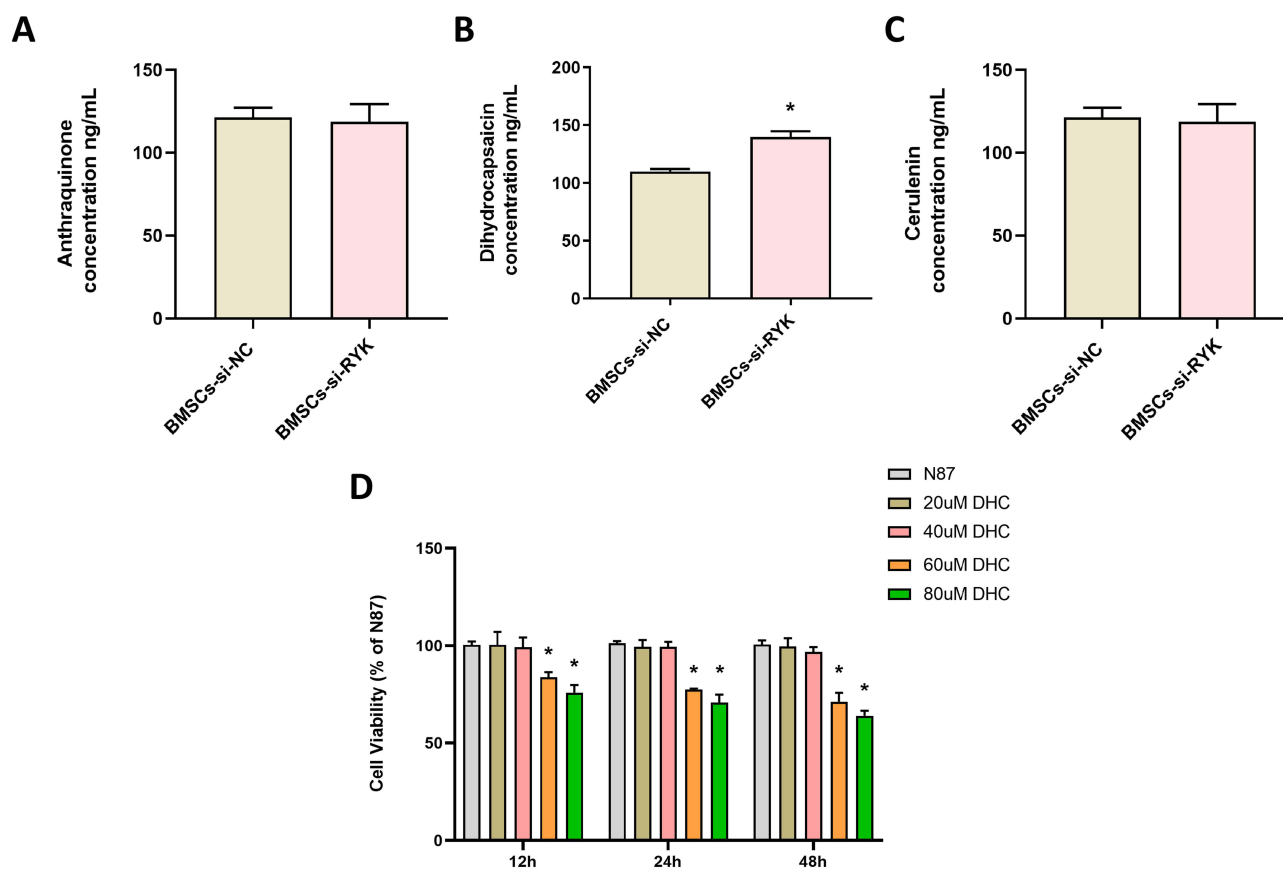 A
B
C
Anthraquinone
concentration ng/mL
150
100
50
0
BMSCs-si-NC
BMSCs-si-RYK
Dihydrocapsaicin
concentration ng/mL
200
150
100
50
0
*
BMSCs-si-NC
BMSCs-si-RYK
Cerulenin
concentration ng/mL
150
100
50
0
BMSCs-si-NC
BMSCs-si-RYK
D
N87
20uM DHC
40uM DHC
60uM DHC
80uM DHC
Cell Viability (% of N87)
150
100
50
0
* * * * * *
12h 24h 48h